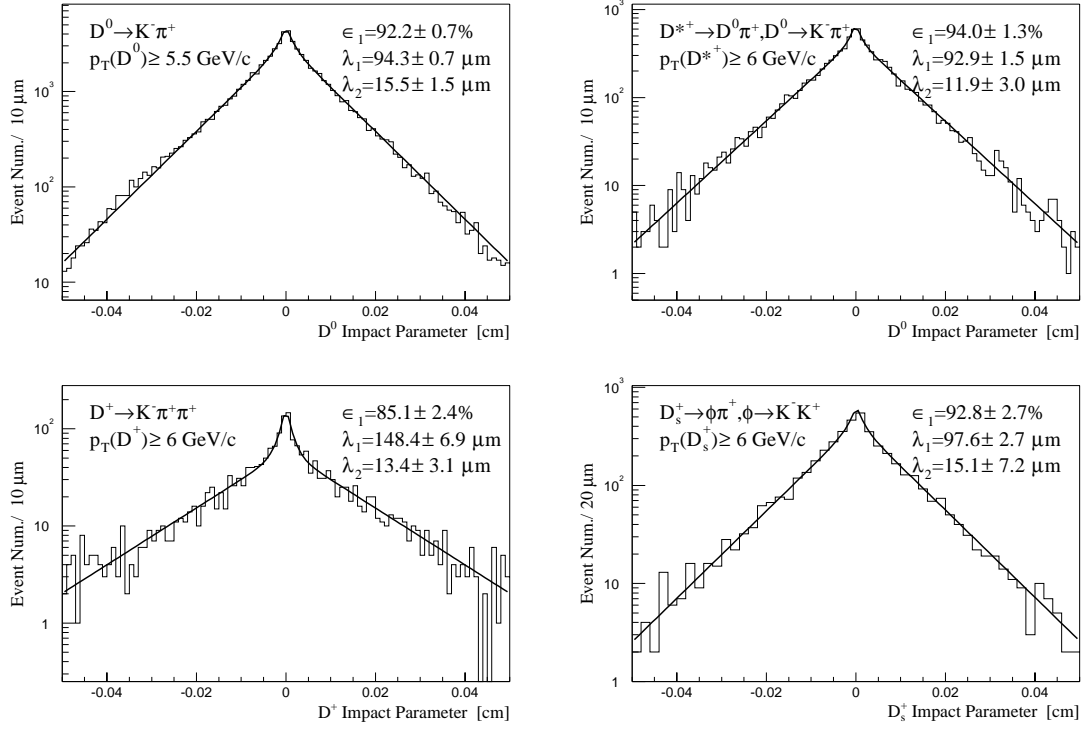 D⁰→K⁻π⁺
p_T(D⁰)≥ 5.5 GeV/c
ϵ₁=92.2± 0.7%
λ₁=94.3± 0.7 μm
λ₂=15.5± 1.5 μm
Event Num./ 10 μm
10³
10²
10
-0.04 -0.02 0 0.02 0.04
D⁰ Impact Parameter [cm]
D*⁺→D⁰π⁺,D⁰→K⁻π⁺
p_T(D*⁺)≥ 6 GeV/c
ϵ₁=94.0± 1.3%
λ₁=92.9± 1.5 μm
λ₂=11.9± 3.0 μm
Event Num./ 10 μm
10³
10²
10
1
-0.04 -0.02 0 0.02 0.04
D⁰ Impact Parameter [cm]
D⁺→K⁻π⁺π⁺
p_T(D⁺)≥ 6 GeV/c
ϵ₁=85.1± 2.4%
λ₁=148.4± 6.9 μm
λ₂=13.4± 3.1 μm
Event Num./ 10 μm
10²
10
1
-0.04 -0.02 0 0.02 0.04
D⁺ Impact Parameter [cm]
D_s⁺→ϕπ⁺,ϕ→K⁻K⁺
p_T(D_s⁺)≥ 6 GeV/c
ϵ₁=92.8± 2.7%
λ₁=97.6± 2.7 μm
λ₂=15.1± 7.2 μm
Event Num./ 20 μm
10³
10²
10
1
-0.04 -0.02 0 0.02 0.04
D_s⁺ Impact Parameter [cm]